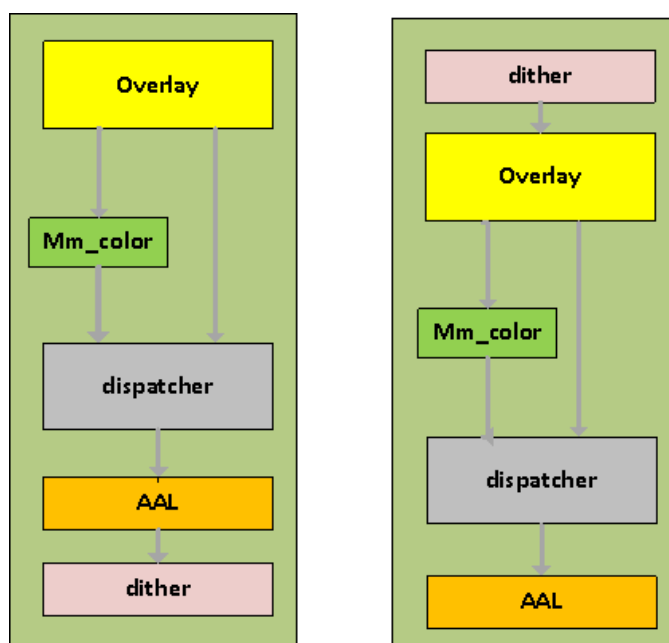 Overlay
Mm_color
dispatcher
AAL
dither
dither
Overlay
Mm_color
dispatcher
AAL